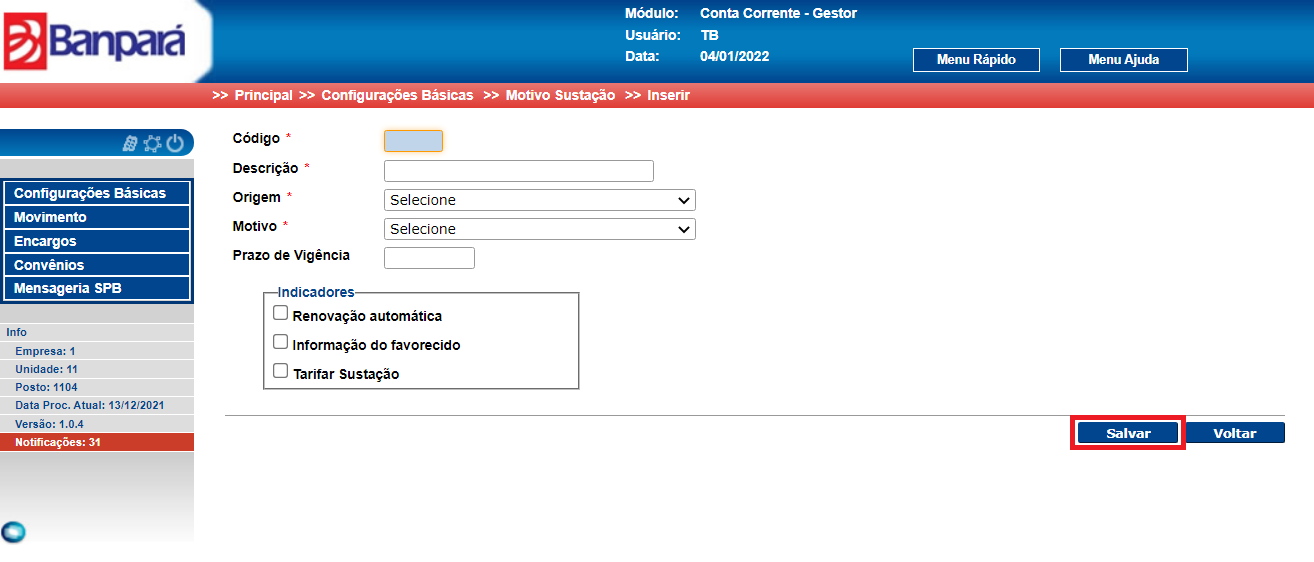 Banpará
Módulo: Conta Corrente - Gestor
Usuário: TB
Data: 04/01/2022
Menu Rápido
Menu Ajuda
>> Principal >> Configurações Básicas >> Motivo Sustação >> Inserir
Configurações Básicas
Movimento
Encargos
Convênios
Mensageria SPB
Info
Empresa: 1
Unidade: 11
Posto: 1104
Data Proc. Atual: 13/12/2021
Versão: 1.0.4
Notificações: 31
Código *
Descrição *
Origem * Selecione
Motivo * Selecione
Prazo de Vigência
Indicadores
Renovação automática
Informação do favorecido
Tarifar Sustação
Salvar
Voltar